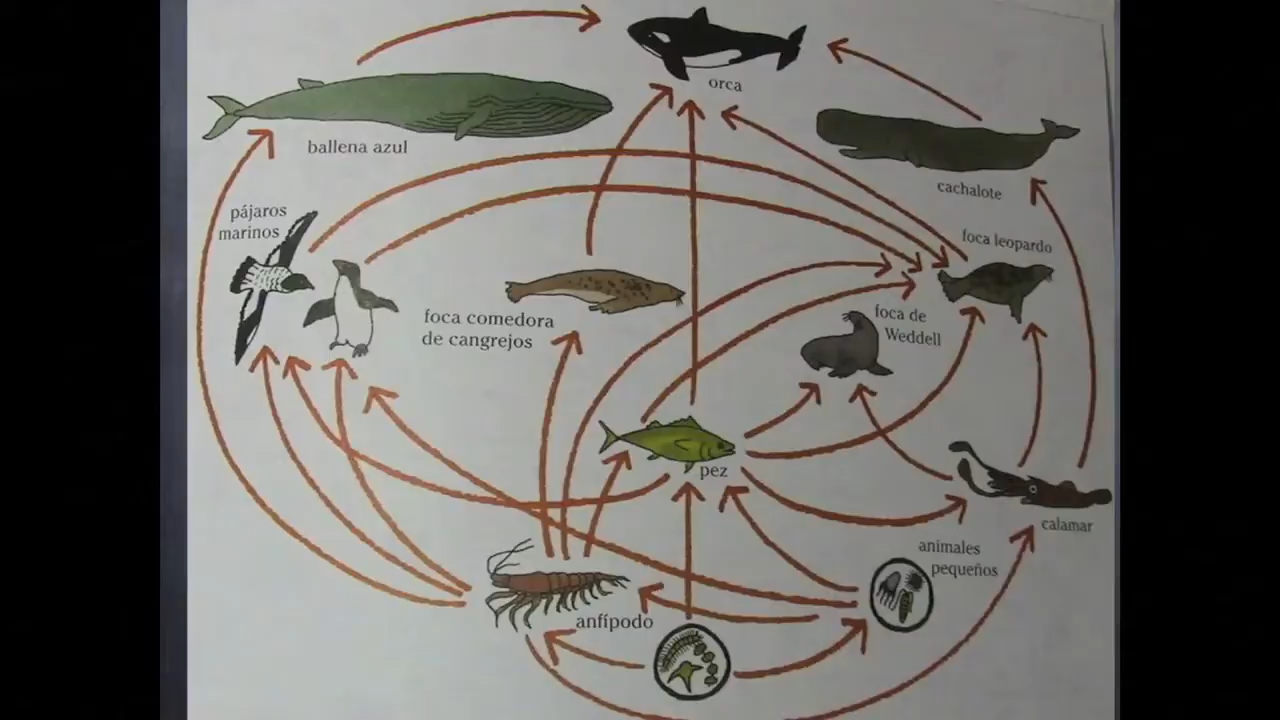 orca
ballena azul
cachalote
pájaros
marinos
foca leopardo
foca comedora
de cangrejos
foca de
Weddell
pez
calamar
animales
pequeños
anfípodo